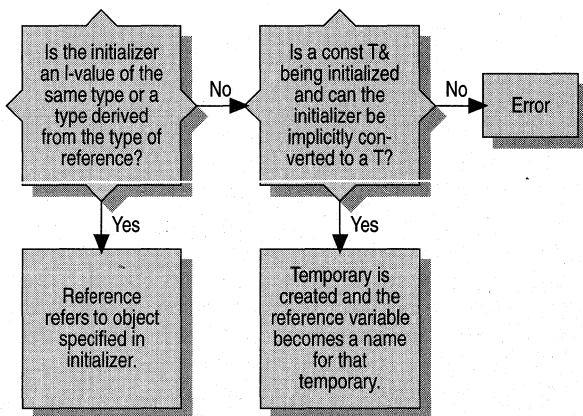 Is the initializer
an l-value of the
same type or a
type derived
from the type of
reference?
No
Is a const T&
being initialized
and can the
initializer be
implicitly con-
verted to a T?
No
Error
Yes
Reference
refers to object
specified in
initializer.
Yes
Temporary is
created and the
reference variable
becomes a name
for that
temporary.